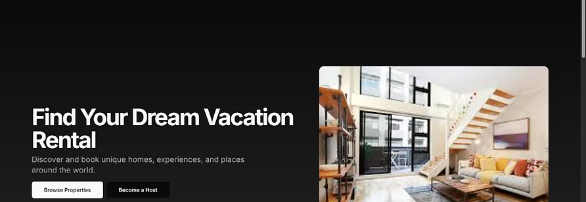 Find Your Dream Vacation
Rental
Discover and book unique homes, experiences, and places
around the world.
Browse Properties
Become a Host